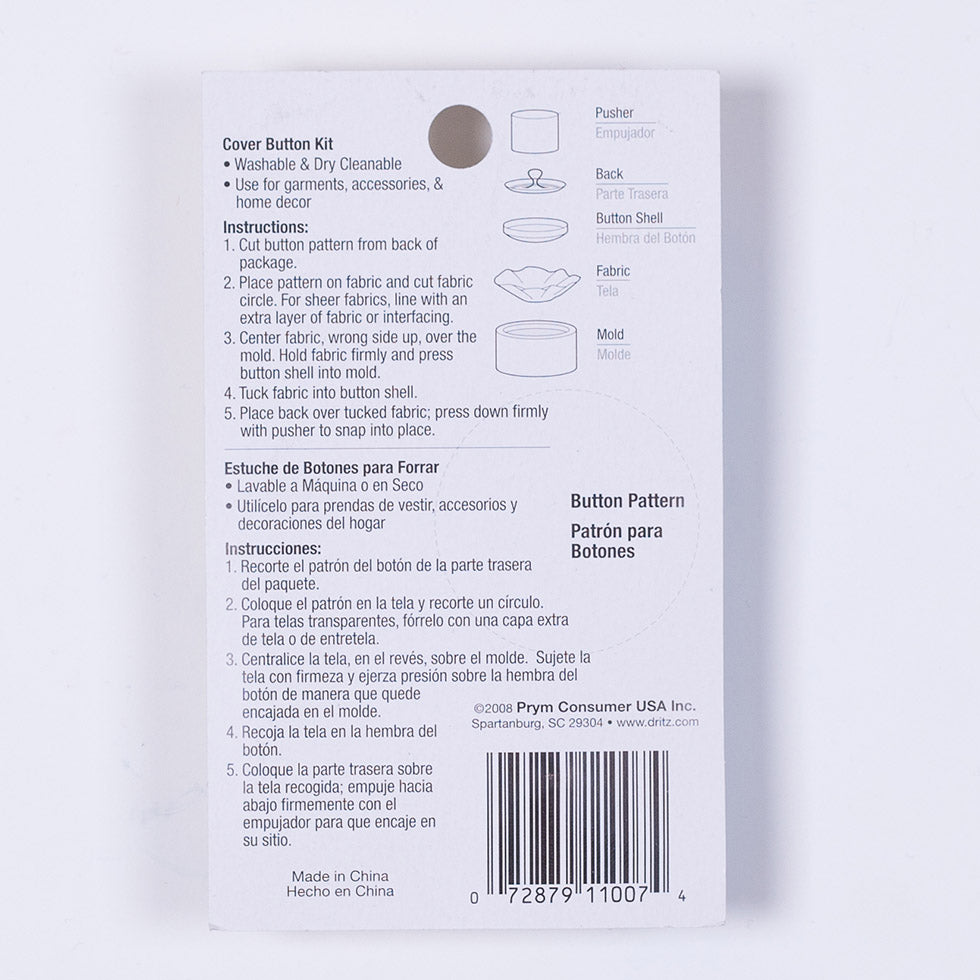 Cover Button Kit
• Washable & Dry Cleanable
• Use for garments, accessories, &
home decor
Instructions:
1. Cut button pattern from back of
package.
2. Place pattern on fabric and cut fabric
circle. For sheer fabrics, line with an
extra layer of fabric or interfacing.
3. Center fabric, wrong side up, over the
mold. Hold fabric firmly and press
button shell into mold.
4. Tuck fabric into button shell.
5. Place back over tucked fabric; press down firmly
with pusher to snap into place.
Pusher
Empujador
Back
Parte Trasera
Button Shell
Hembra del Botón
Fabric
Tela
Mold
Molde
Estuche de Botones para Forrar
• Lavable a Máquina o en Seco
• Utilícelo para prendas de vestir, accesorios y
decoraciones del hogar
Instrucciones:
1. Recorte el patrón del botón de la parte trasera
del paquete.
2. Coloque el patrón en la tela y recorte un círculo.
Para telas transparentes, fórrelo con una capa extra
de tela o de entretela.
3. Centralice la tela, en el revés, sobre el molde. Sujete la
tela con firmeza y ejerza presión sobre la hembra del
botón de manera que quede
encajada en el molde.
4. Recoja la tela en la hembra del
botón.
5. Coloque la parte trasera sobre
la tela recogida; empuje hacia
abajo firmemente con el
empujador para que encaje en
su sitio.
Made in China
Hecho en China
Button Pattern
Patrón para
Botones
©2008 Prym Consumer USA Inc.
Spartanburg, SC 29304 • www.dritz.com
0 72879 11007 4